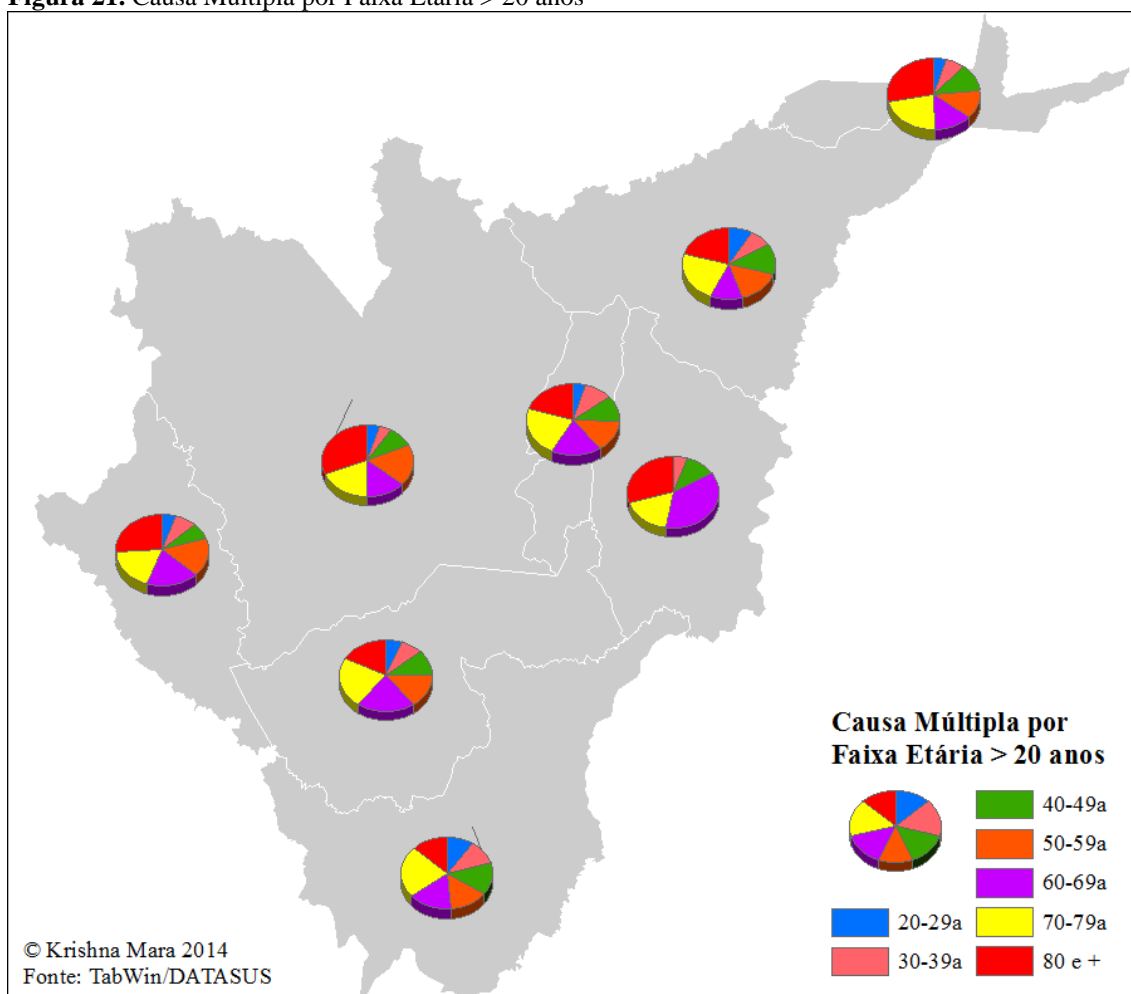 Figura 21. Causa Múltipla por Faixa Etária > 20 anos
Causa Múltipla por
Faixa Etária > 20 anos
40-49a
50-59a
60-69a
20-29a
70-79a
30-39a
80 e +
© Krishna Mara 2014
Fonte: TabWin/DATASUS